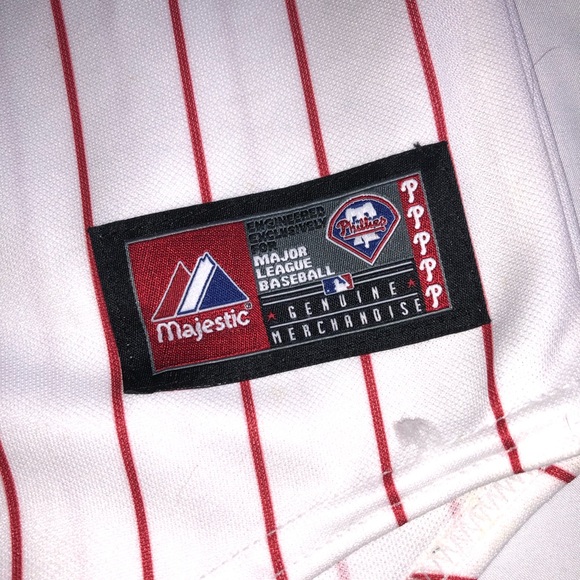 Majestic®
ENGINEERED
EXCLUSIVELY
FOR
MAJOR
LEAGUE
BASEBALL
GENUINE
MERCHANDISE
Phillies
P
P
P
P
P
P